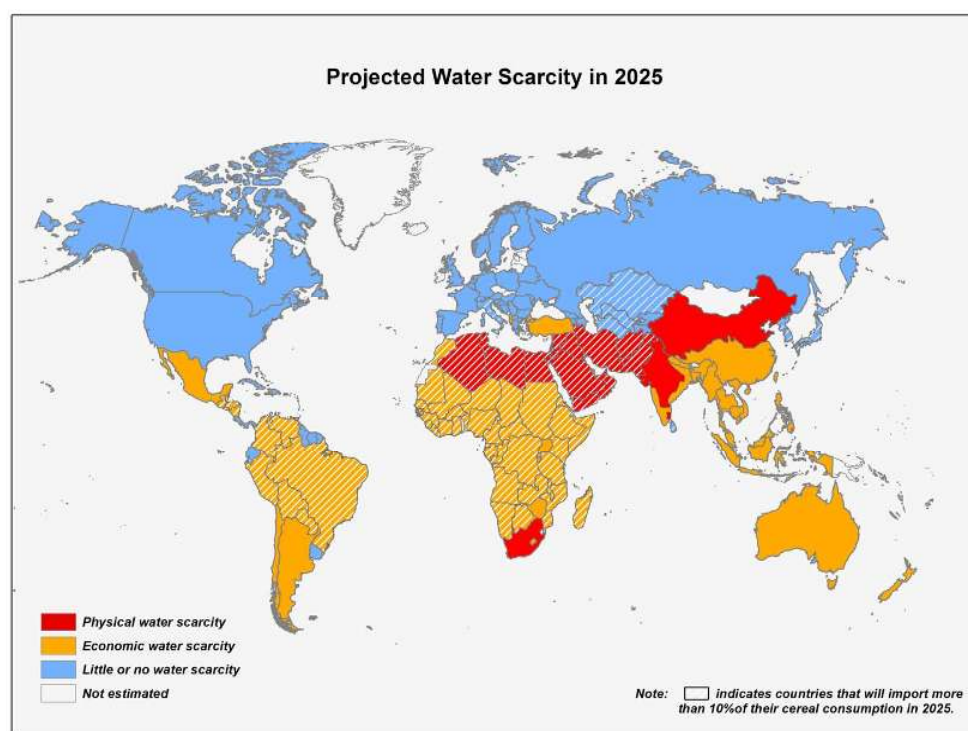 Projected Water Scarcity in 2025
Physical water scarcity
Economic water scarcity
Little or no water scarcity
Not estimated
Note: indicates countries that will import more
than 10%of their cereal consumption in 2025.